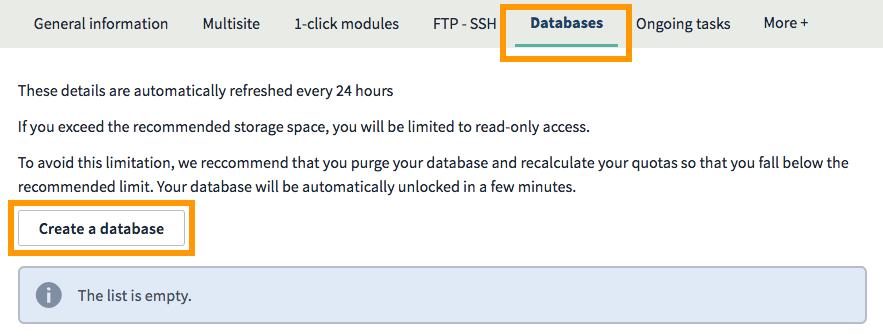 General information Multisite 1-click modules FTP - SSH Databases Ongoing tasks More +
These details are automatically refreshed every 24 hours
If you exceed the recommended storage space, you will be limited to read-only access.
To avoid this limitation, we reccommend that you purge your database and recalculate your quotas so that you fall below the
recommended limit. Your database will be automatically unlocked in a few minutes.
Create a database
The list is empty.